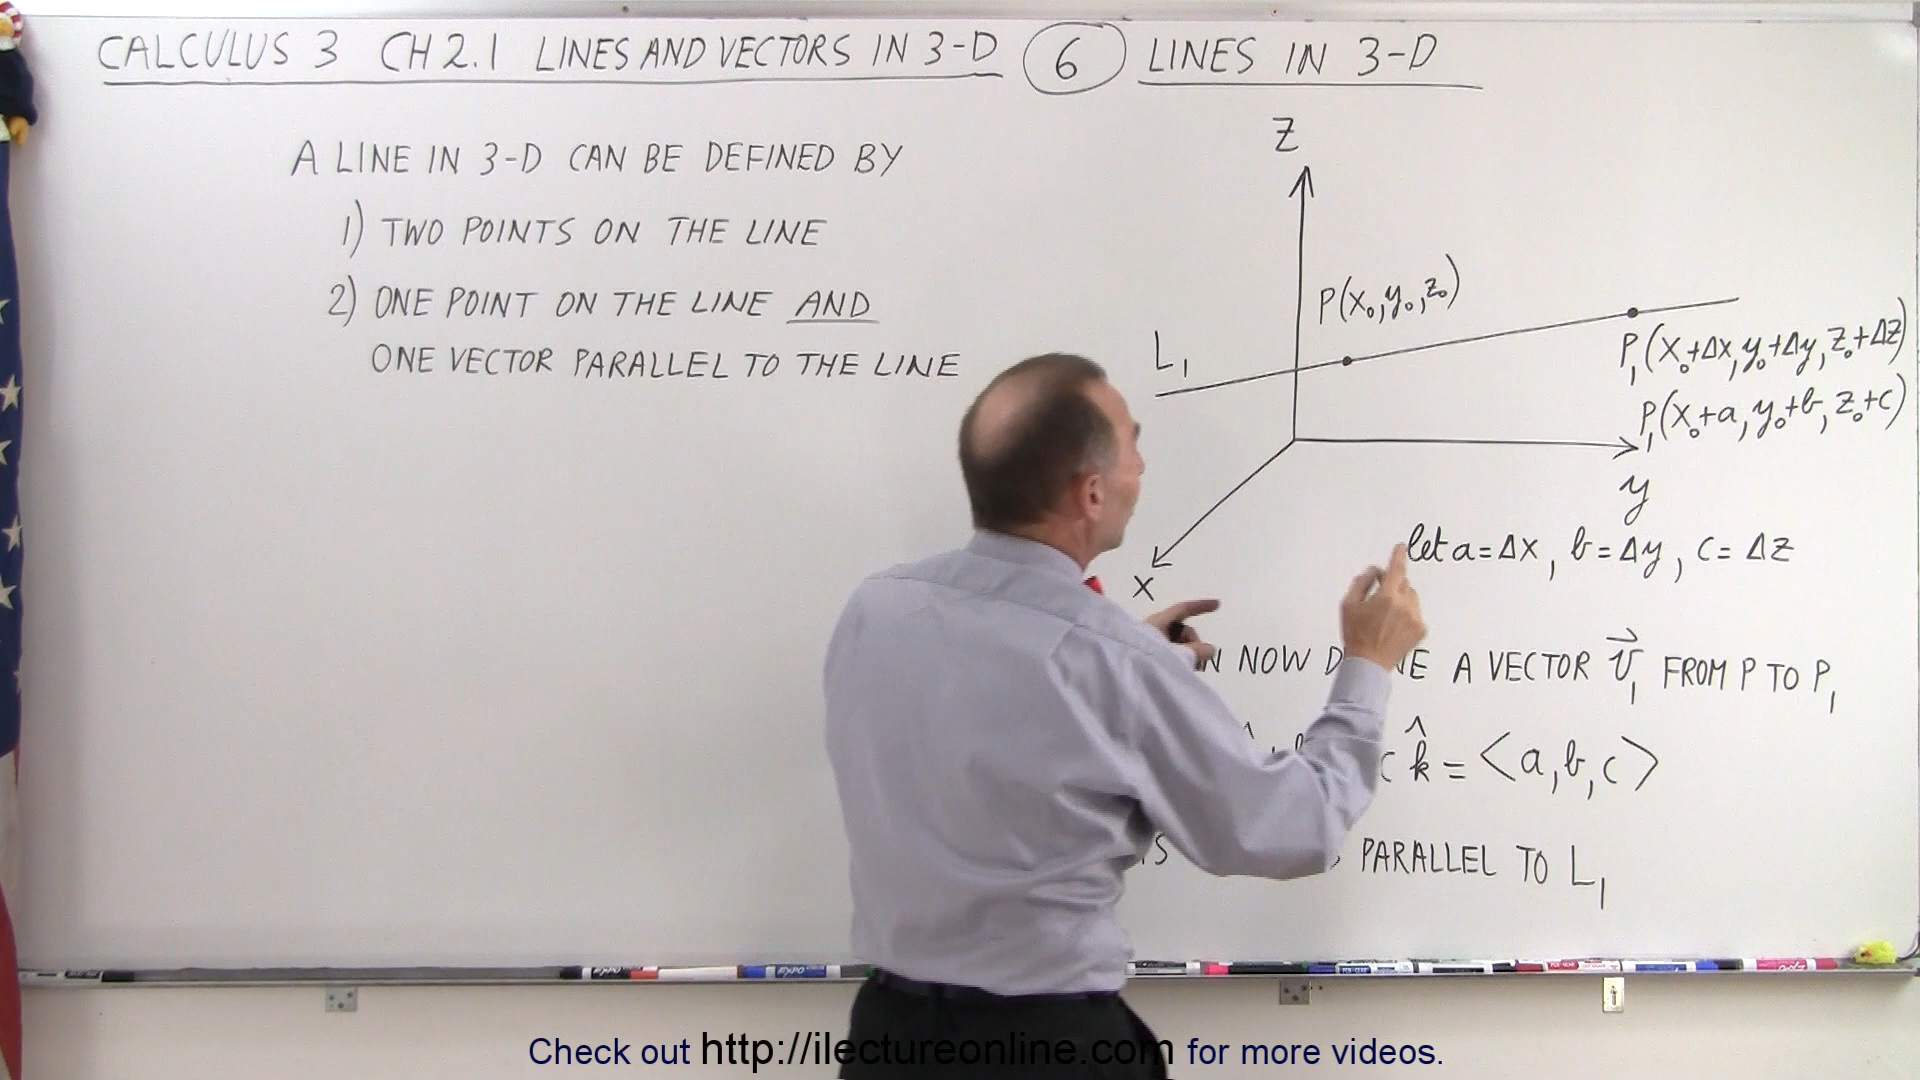 CALCULUS 3 CH 2.1 LINES AND VECTORS IN 3-D 6 LINES IN 3-D
A LINE IN 3-D CAN BE DEFINED BY
1) TWO POINTS ON THE LINE
2) ONE POINT ON THE LINE AND
ONE VECTOR PARALLEL TO THE LINE
Z
P(x₀, y₀, z₀)
L₁
P₁(x₀+Δx, y₀+Δy, z₀+Δz)
P₁(x₀+a, y₀+b, z₀+c)
y
x
let a = Δx, b = Δy, c = Δz
NOW A VECTOR v⃗₁ FROM P TO P₁
c k̂ = <a, b, c>
PARALLEL TO L₁
EXPO EXPO
Check out http://ilectureonline.com for more videos.